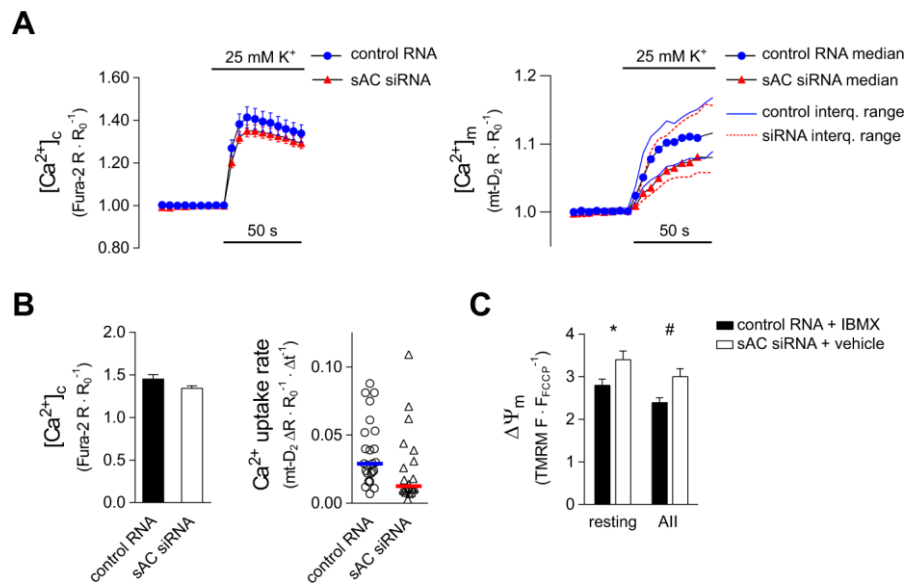 A
25 mM K⁺
control RNA
sAC siRNA
[Ca²⁺]c
(Fura-2 R · R₀⁻¹)
1.60
1.40
1.20
1.00
0.80
50 s
25 mM K⁺
control RNA median
sAC siRNA median
control interq. range
siRNA interq. range
[Ca²⁺]m
(mt-D₂ R · R₀⁻¹)
1.2
1.1
1.0
50 s
B
[Ca²⁺]c
(Fura-2 R · R₀⁻¹)
2.0
1.5
1.0
0.5
0.0
control RNA
sAC siRNA
Ca²⁺ uptake rate
(mt-D₂ ΔR · R₀⁻¹ · Δt⁻¹)
0.10
0.05
0.00
control RNA
sAC siRNA
C
control RNA + IBMX
sAC siRNA + vehicle
ΔΨm
(TMRM F · F_FCCP⁻¹)
4
3
2
1
0
*
#
resting
AII